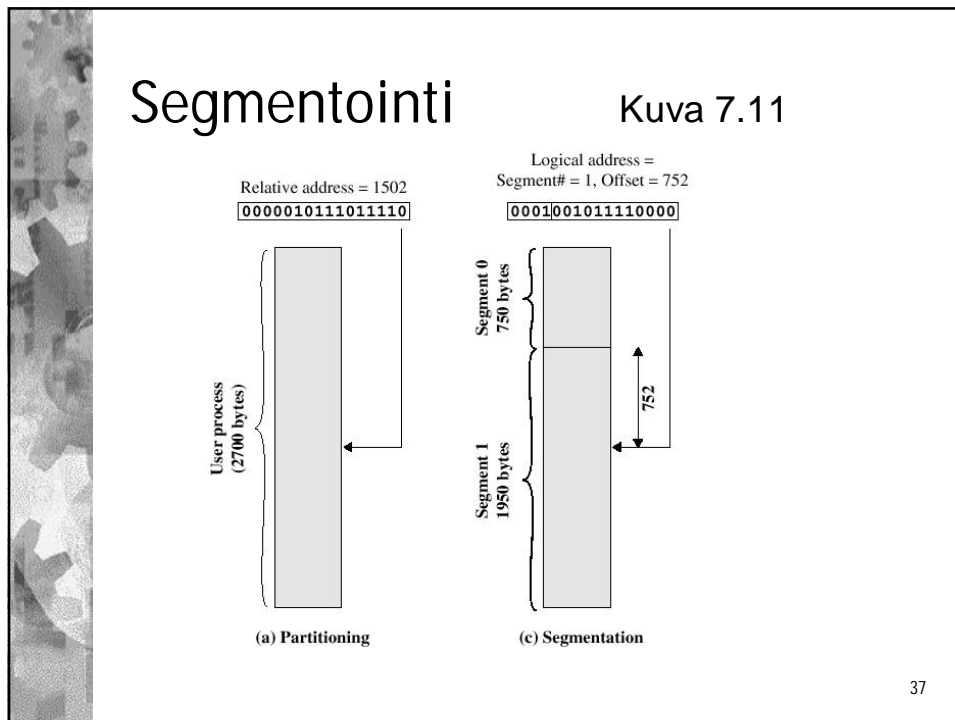 Segmentointi
Kuva 7.11
Relative address = 1502
0000010111011110
User process
(2700 bytes)
(a) Partitioning
Logical address =
Segment# = 1, Offset = 752
0001001011110000
Segment 0
750 bytes
752
Segment 1
1950 bytes
(c) Segmentation
37